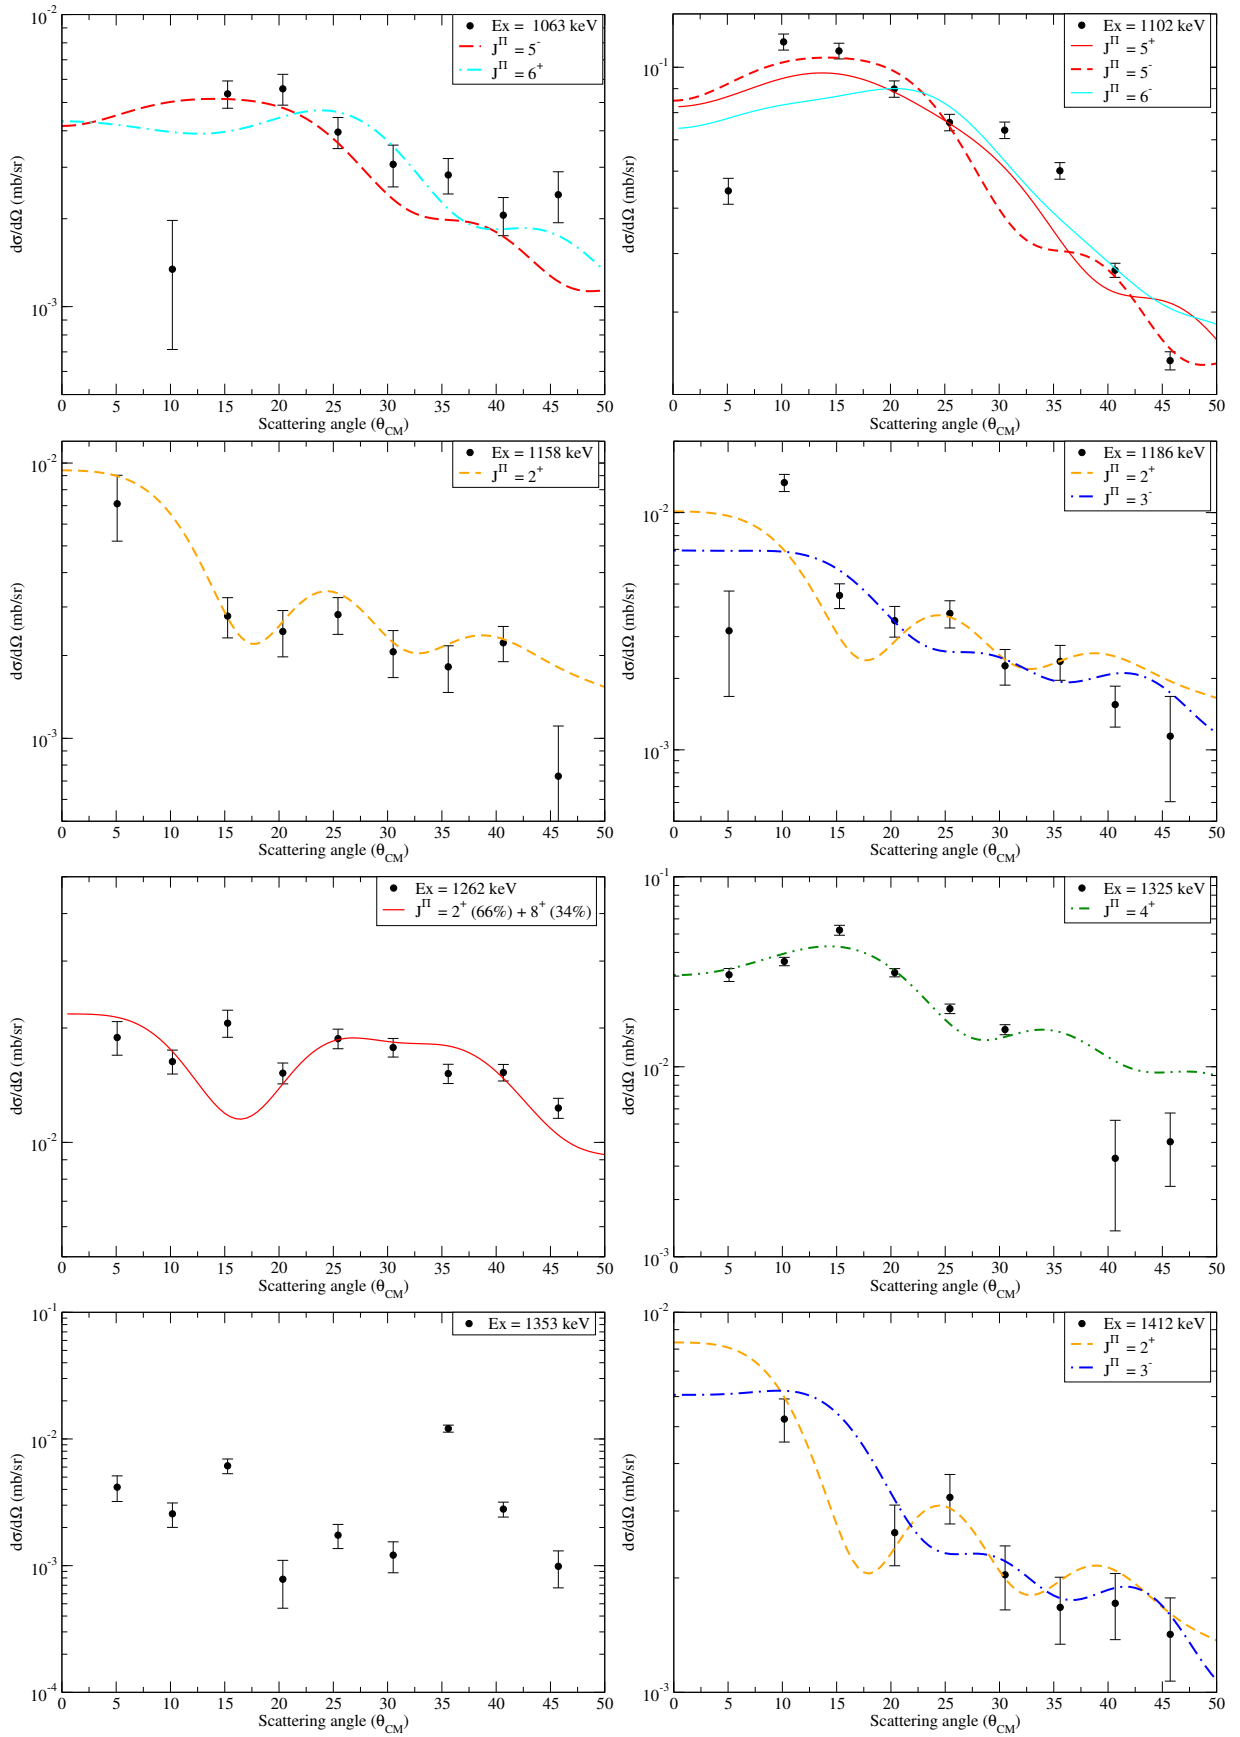 10^-2
10^-3
dσ/dΩ (mb/sr)
Ex = 1063 keV
J^Π = 5^-
J^Π = 6^+
0 5 10 15 20 25 30 35 40 45 50
Scattering angle (θ_CM)
10^-1
dσ/dΩ (mb/sr)
Ex = 1102 keV
J^Π = 5^+
J^Π = 5^-
J^Π = 6^-
0 5 10 15 20 25 30 35 40 45 50
Scattering angle (θ_CM)
10^-2
10^-3
dσ/dΩ (mb/sr)
Ex = 1158 keV
J^Π = 2^+
0 5 10 15 20 25 30 35 40 45 50
Scattering angle (θ_CM)
10^-2
10^-3
dσ/dΩ (mb/sr)
Ex = 1186 keV
J^Π = 2^+
J^Π = 3^-
0 5 10 15 20 25 30 35 40 45 50
Scattering angle (θ_CM)
10^-2
dσ/dΩ (mb/sr)
Ex = 1262 keV
J^Π = 2^+ (66%) + 8^+ (34%)
0 5 10 15 20 25 30 35 40 45 50
Scattering angle (θ_CM)
10^-1
10^-2
10^-3
dσ/dΩ (mb/sr)
Ex = 1325 keV
J^Π = 4^+
0 5 10 15 20 25 30 35 40 45 50
Scattering angle (θ_CM)
10^-1
10^-2
10^-3
10^-4
dσ/dΩ (mb/sr)
Ex = 1353 keV
0 5 10 15 20 25 30 35 40 45 50
Scattering angle (θ_CM)
10^-2
10^-3
dσ/dΩ (mb/sr)
Ex = 1412 keV
J^Π = 2^+
J^Π = 3^-
0 5 10 15 20 25 30 35 40 45 50
Scattering angle (θ_CM)